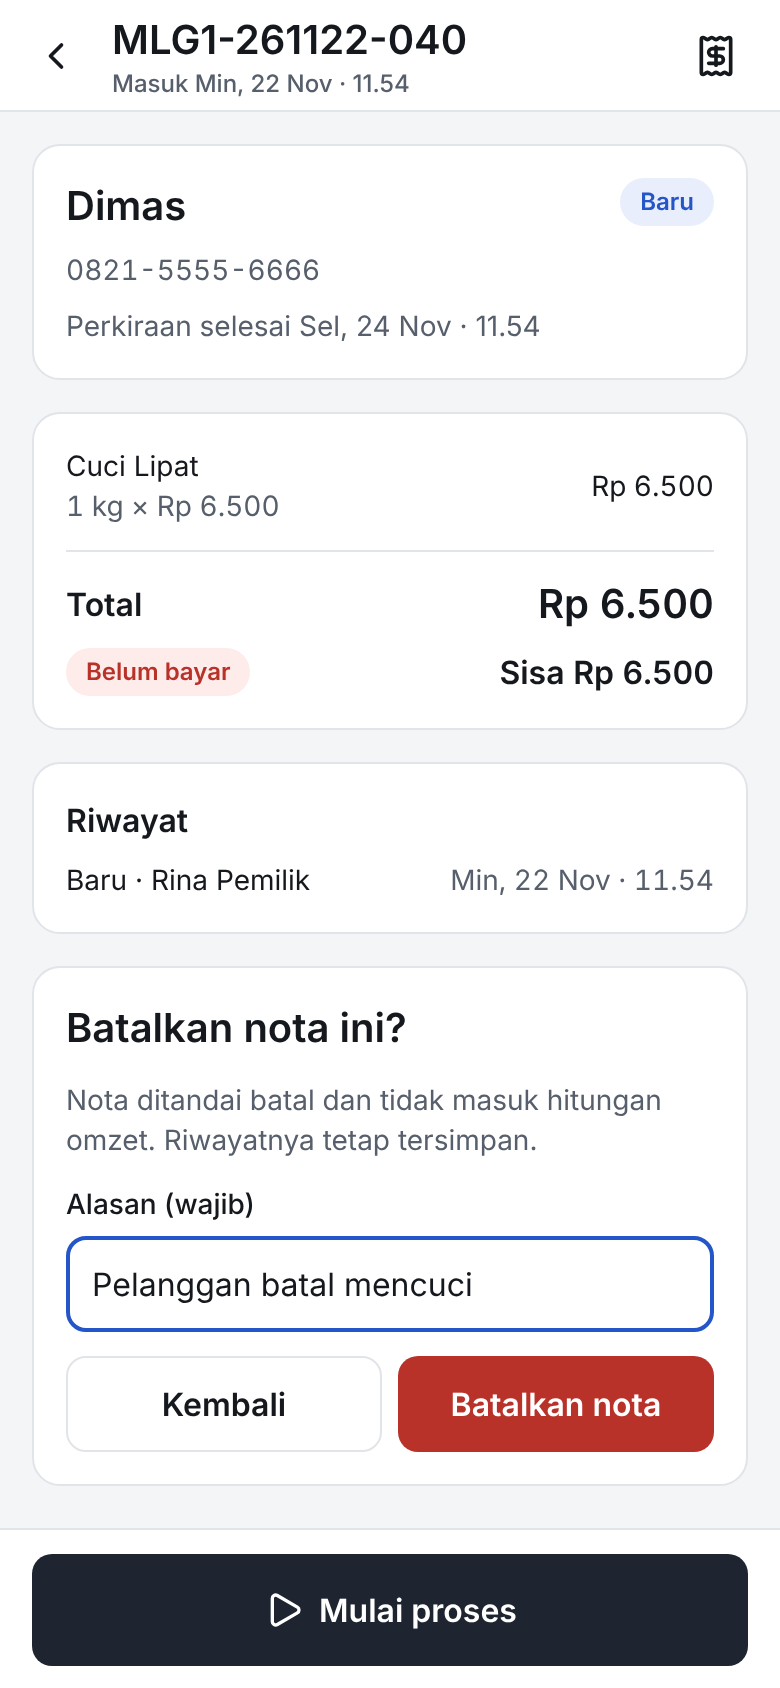 MLG1-261122-040
Masuk Min, 22 Nov · 11.54
Dimas
Baru
0821-5555-6666
Perkiraan selesai Sel, 24 Nov · 11.54
Cuci Lipat
1 kg × Rp 6.500
Rp 6.500
Total
Rp 6.500
Belum bayar
Sisa Rp 6.500
Riwayat
Baru · Rina Pemilik
Min, 22 Nov · 11.54
Batalkan nota ini?
Nota ditandai batal dan tidak masuk hitungan
omzet. Riwayatnya tetap tersimpan.
Alasan (wajib)
Pelanggan batal mencuci
Kembali
Batalkan nota
Mulai proses